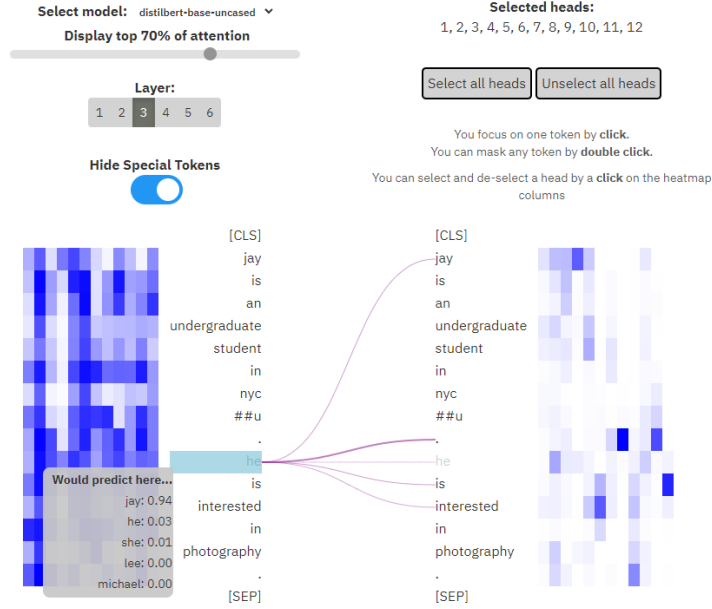 Select model: distilbert-base-uncased
Display top 70% of attention
Layer:
1 2 3 4 5 6
Hide Special Tokens
Selected heads:
1, 2, 3, 4, 5, 6, 7, 8, 9, 10, 11, 12
Select all heads Unselect all heads
You focus on one token by click.
You can mask any token by double click.
You can select and de-select a head by a click on the heatmap
columns
[CLS] [CLS]
jay jay
is is
an an
undergraduate undergraduate
student student
in in
nyc nyc
##u ##u
. .
he he
is is
interested interested
in in
photography photography
. .
[SEP] [SEP]
Would predict here...
jay: 0.94
he: 0.03
she: 0.01
lee: 0.00
michael: 0.00